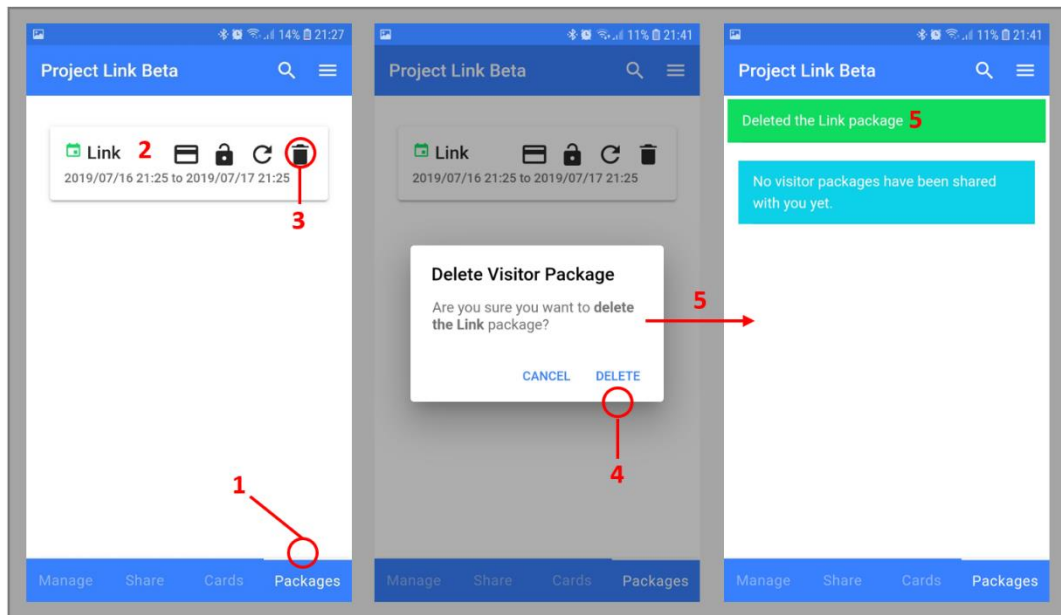 14% 21:27
Project Link Beta
Link 2
2019/07/16 21:25 to 2019/07/17 21:25
3
1
Manage Share Cards Packages
11% 21:41
Project Link Beta
Link
2019/07/16 21:25 to 2019/07/17 21:25
Delete Visitor Package
Are you sure you want to delete
the Link package?
CANCEL DELETE
4
Manage Share Cards Packages
5
11% 21:41
Project Link Beta
Deleted the Link package 5
No visitor packages have been shared
with you yet.
Manage Share Cards Packages